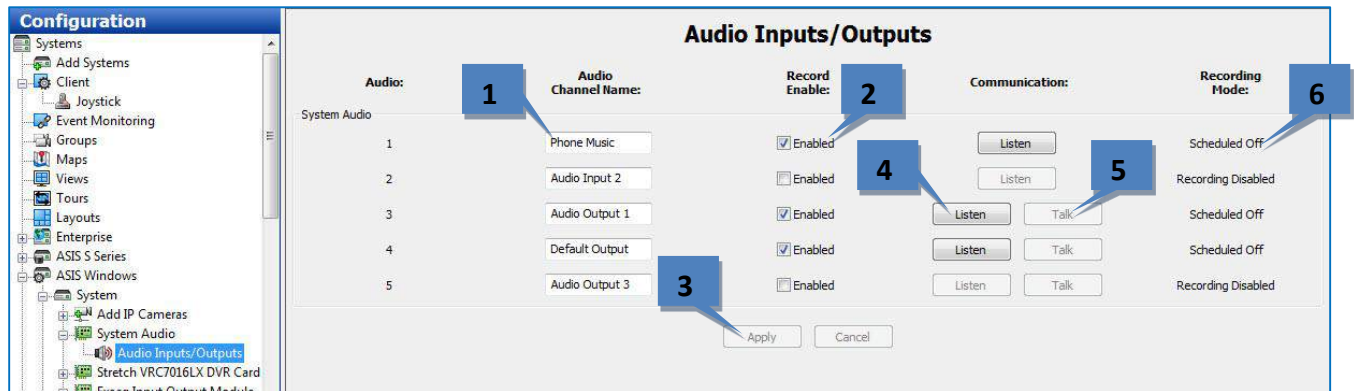 Configuration
Systems
Add Systems
Client
Joystick
Event Monitoring
Groups
Maps
Views
Tours
Layouts
Enterprise
ASIS S Series
ASIS Windows
System
Add IP Cameras
System Audio
Audio Inputs/Outputs
Stretch VRC7016LX DVR Card
Exacq Input Output Module
Audio Inputs/Outputs
Audio: Audio Channel Name: Record Enable: Communication: Recording Mode:
1 2 6
System Audio
1 Phone Music Enabled Listen Scheduled Off
4 5
2 Audio Input 2 Enabled Listen Recording Disabled
3 Audio Output 1 Enabled Listen Talk Scheduled Off
4 Default Output Enabled Listen Talk Scheduled Off
5 Audio Output 3 Enabled Listen Talk Recording Disabled
3
Apply Cancel